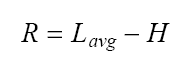 R = L_avg − H